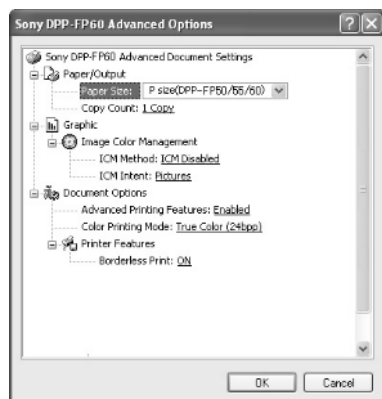 Sony DPP-FP60 Advanced Options
Sony DPP-FP60 Advanced Document Settings
Paper/Output
Paper Size: P size(DPP-FP50/55/60)
Copy Count: 1 Copy
Graphic
Image Color Management
ICM Method: ICM Disabled
ICM Intent: Pictures
Document Options
Advanced Printing Features: Enabled
Color Printing Mode: True Color (24bpp)
Printer Features
Borderless Print: ON
OK Cancel